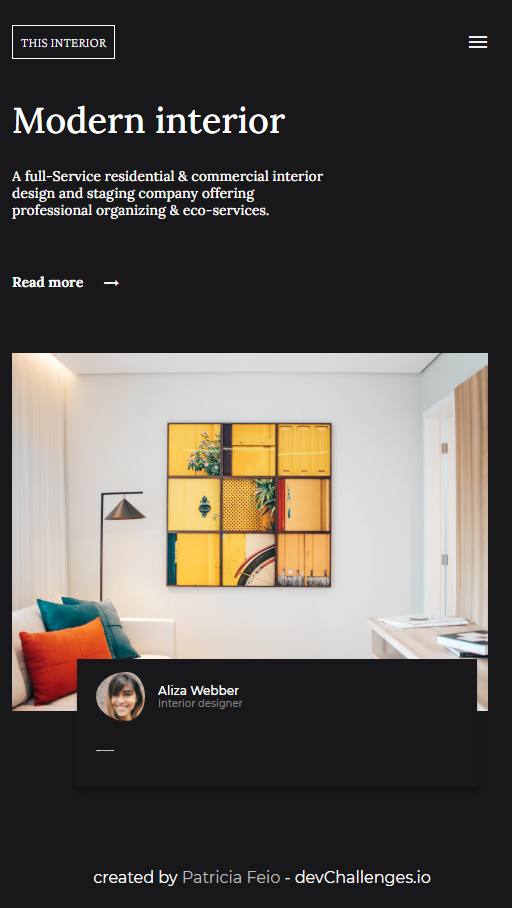 THIS INTERIOR
Modern interior
A full-Service residential & commercial interior
design and staging company offering
professional organizing & eco-services.
Read more
Aliza Webber
Interior designer
created by Patricia Feio - devChallenges.io